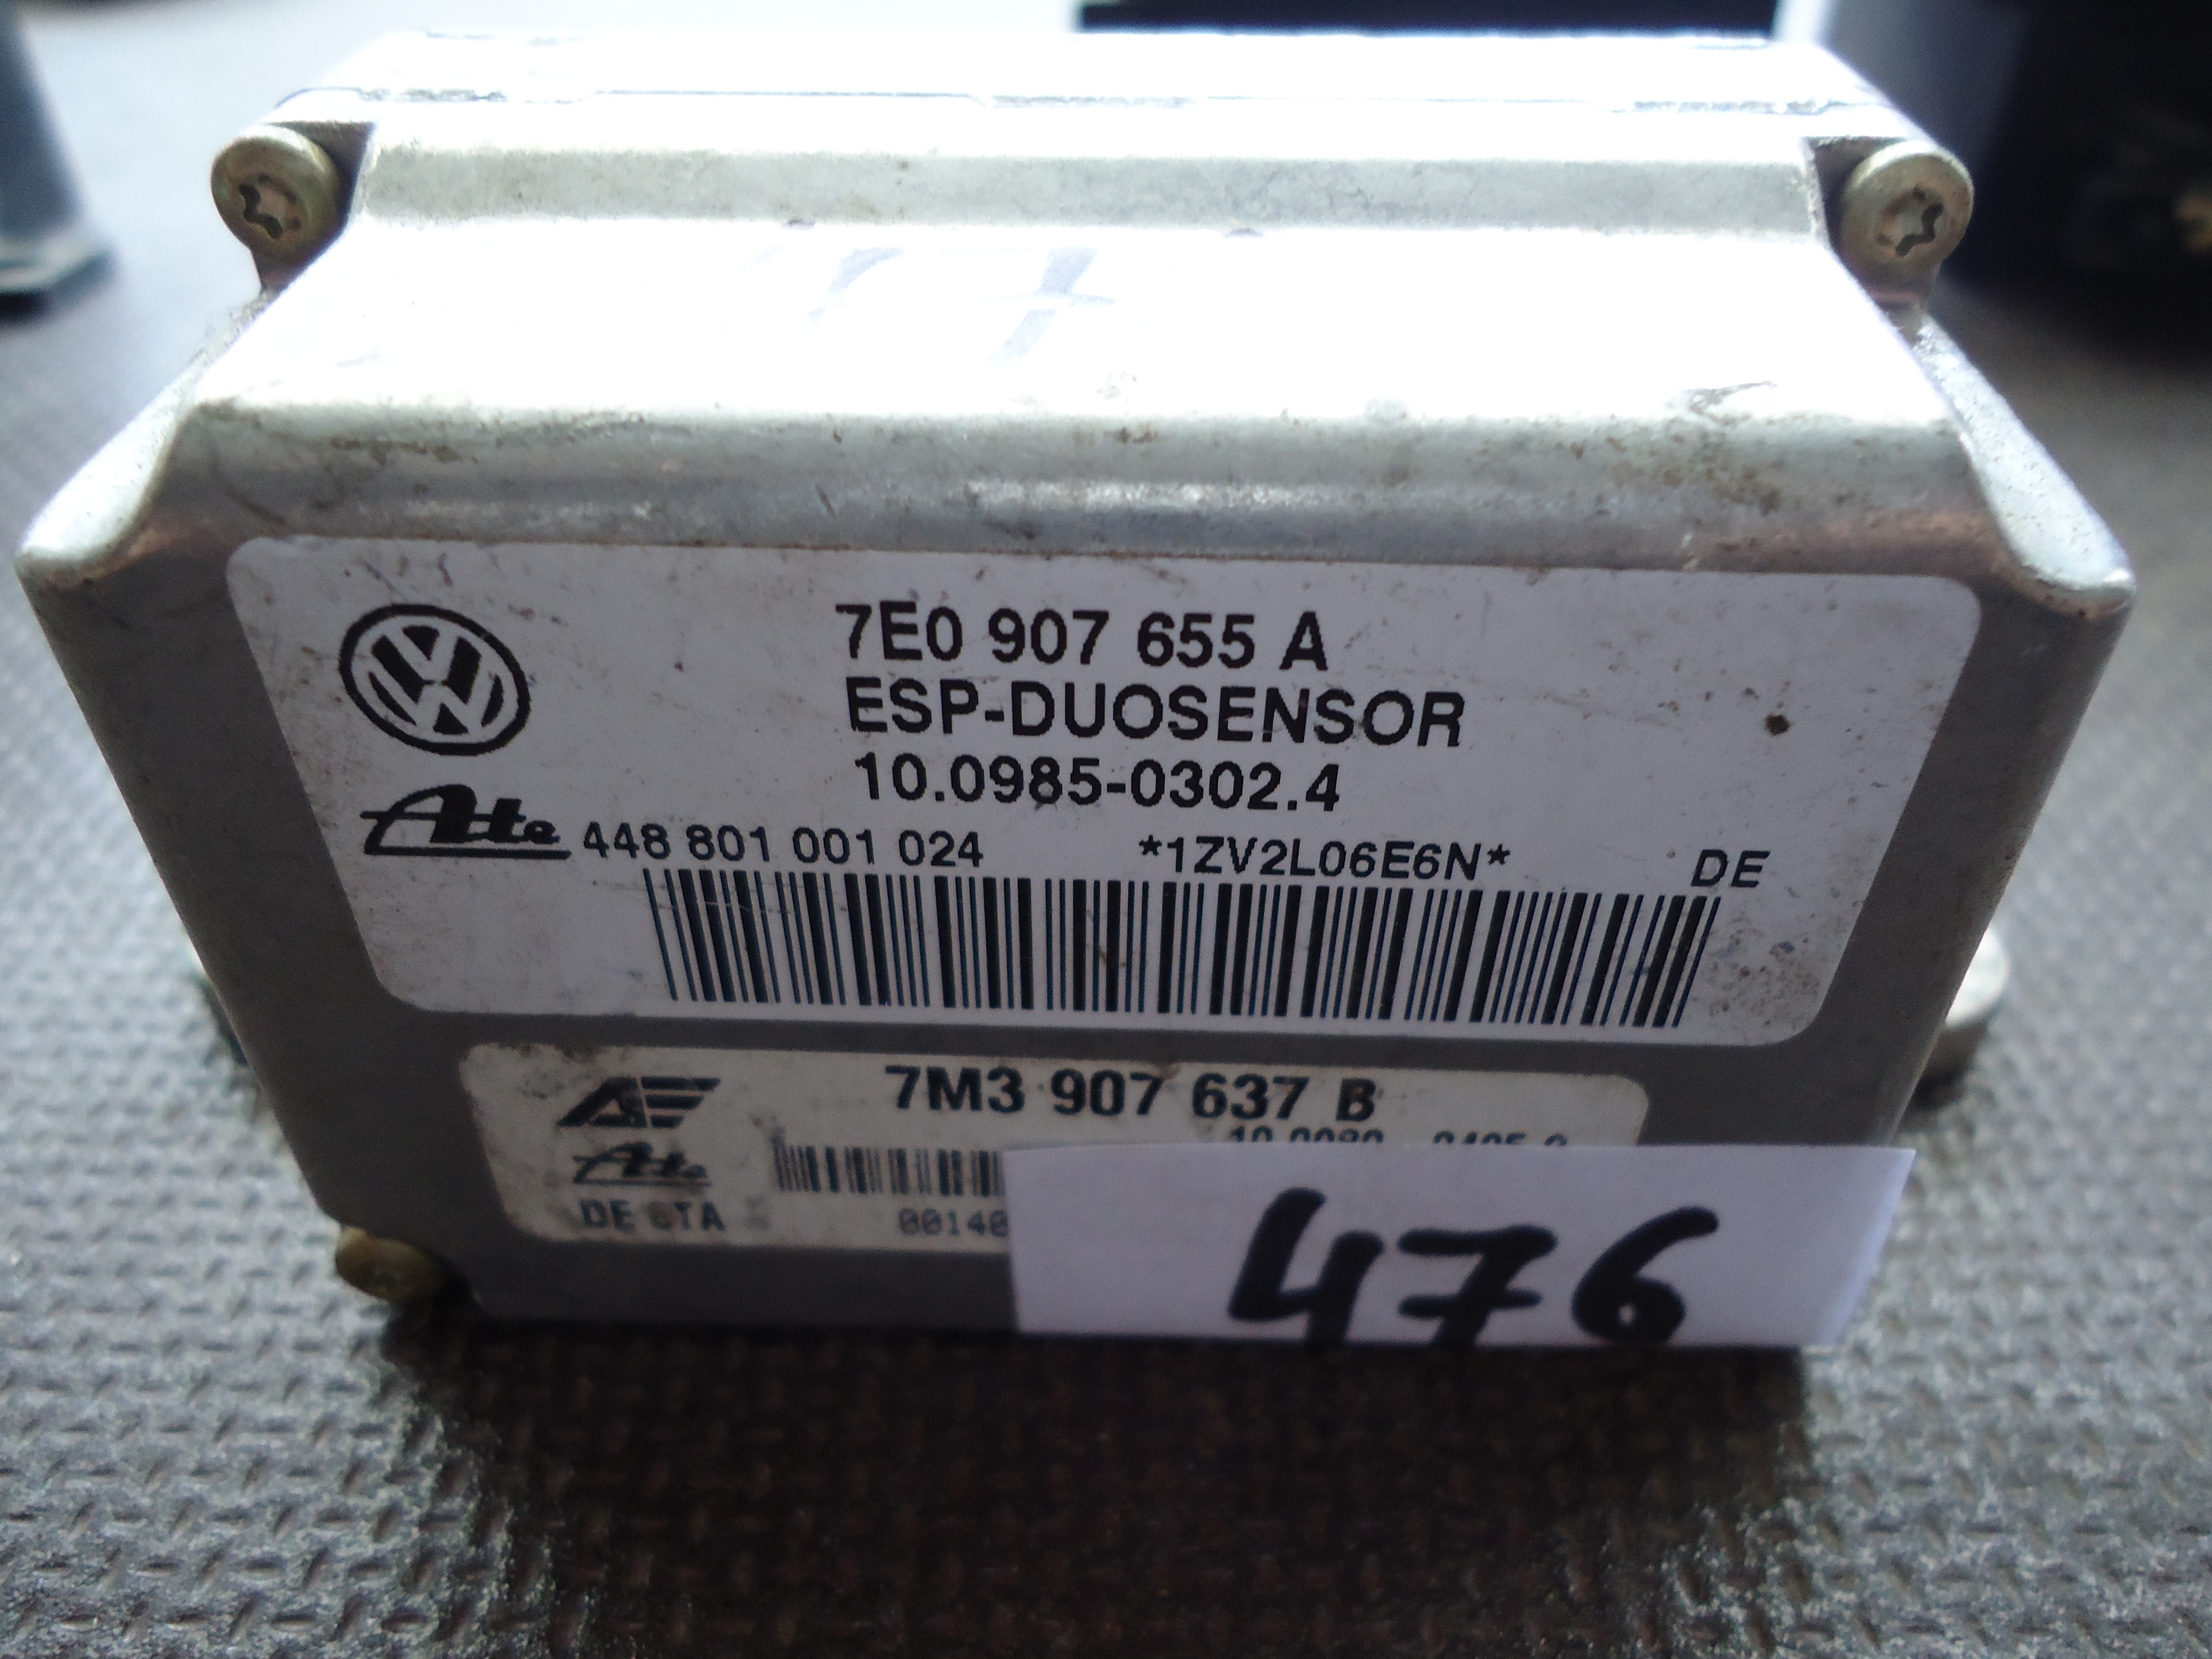 7E0 907 655 A
ESP-DUOSENSOR
10.0985-0302.4
Ate 448 801 001 024 *1ZV2L06E6N* DE
7M3 907 637 B
Ate
DE
00140
476